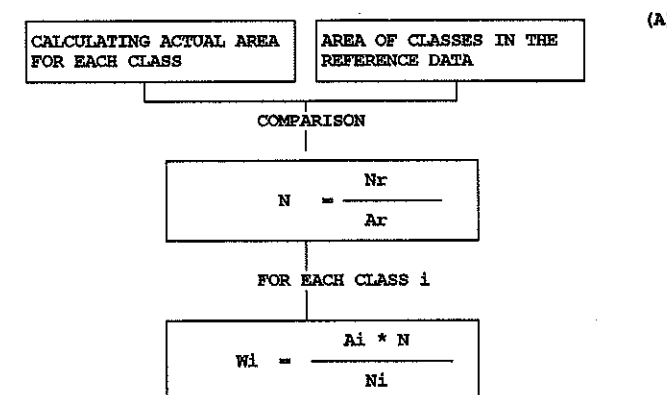 (A
CALCULATING ACTUAL AREA
FOR EACH CLASS
AREA OF CLASSES IN THE
REFERENCE DATA
COMPARISON
N = Nr
Ar
FOR EACH CLASS i
Wi = Ai * N
Ni